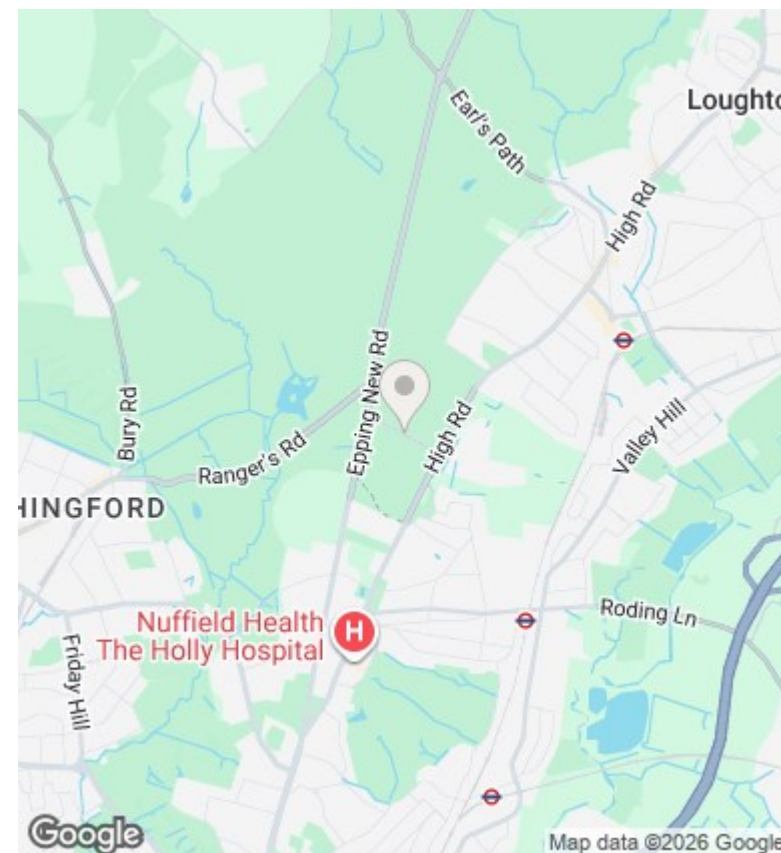 Loughto
Earl's Path
High Rd
Epping New Rd
Bury Rd
Ranger's Rd
High Rd
Valley Hill
HINGFORD
Nuffield Health
The Holly Hospital
H
Roding Ln
Friday Hill
Google
Map data ©2026 Google